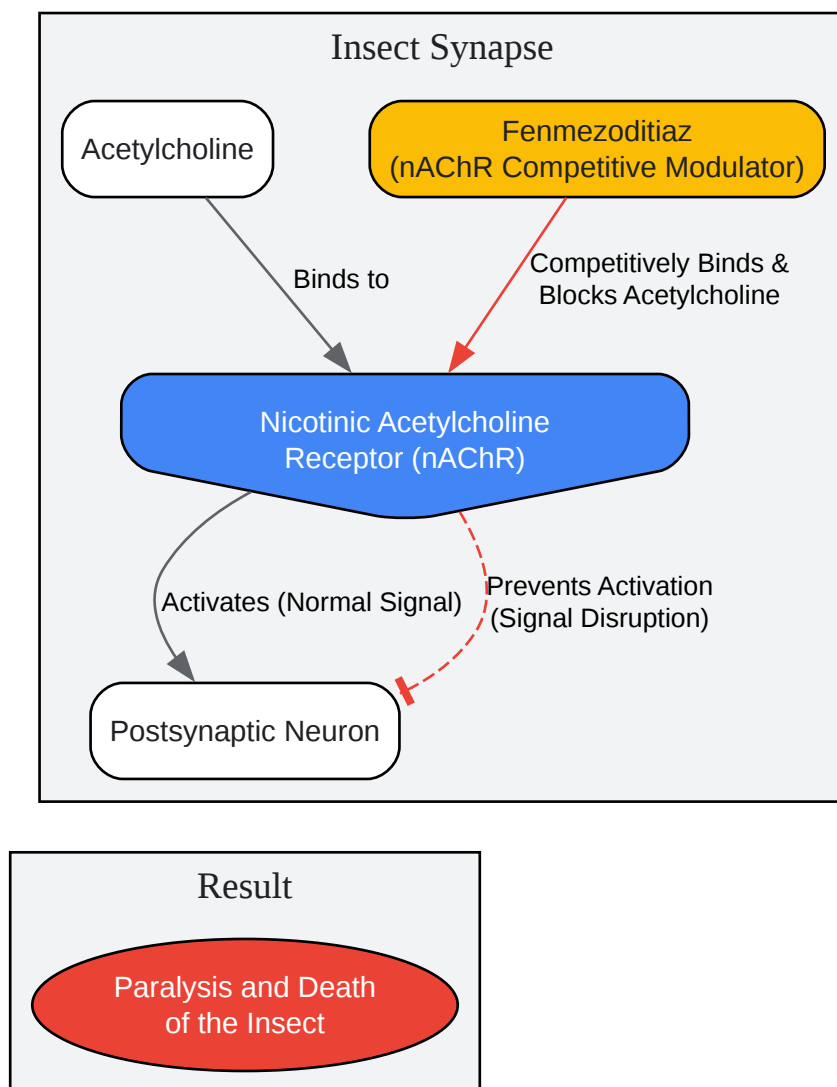 Insect Synapse
Acetylcholine
Fenmezoditiaz
(nAChR Competitive Modulator)
Binds to
Competitively Binds &
Blocks Acetylcholine
Nicotinic Acetylcholine
Receptor (nAChR)
Activates (Normal Signal)
Prevents Activation
(Signal Disruption)
Postsynaptic Neuron
Result
Paralysis and Death
of the Insect